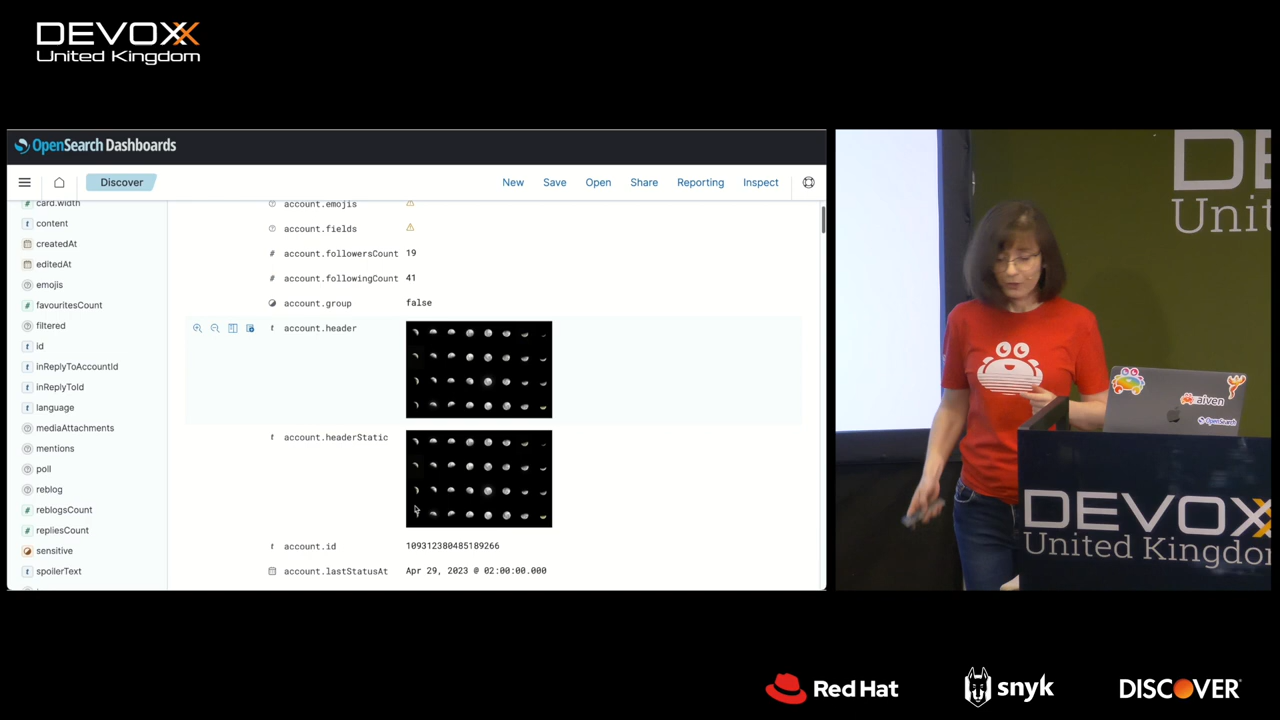 DEVOXX
United Kingdom
OpenSearch Dashboards
Discover
New Save Open Share Reporting Inspect
card.width
content
createdAt
editedAt
emojis
favouritesCount
filtered
id
inReplyToAccountId
inReplyToId
language
mediaAttachments
mentions
poll
reblog
reblogsCount
repliesCount
sensitive
spoilerText
account.emojis
account.fields
# account.followersCount 19
# account.followingCount 41
account.group false
t account.header
t account.headerStatic
t account.id 109312380485189266
account.lastStatusAt Apr 29, 2023 @ 02:00:00.000
DE
Unit
aiven
OpenSearch
DEVOXX
United Kingdom
Red Hat
snyk
DISCOVER